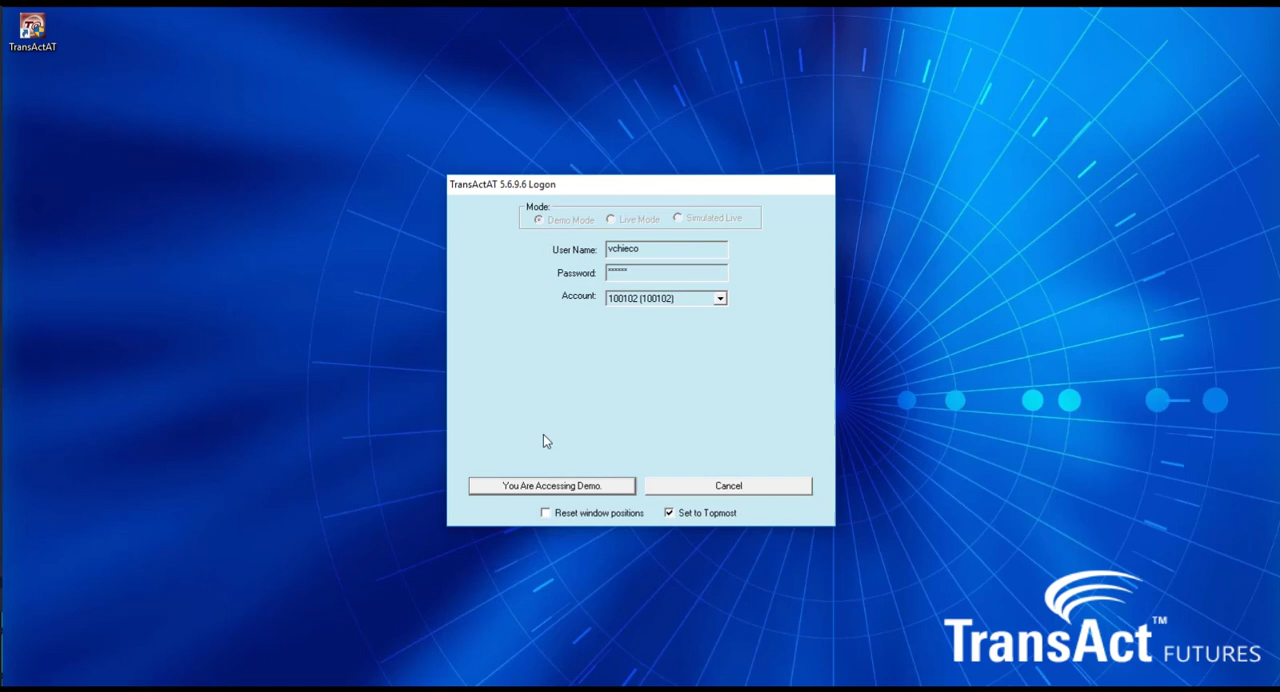 TransActAT
TransActAT 5.6.9.6 Logon
Mode:
Demo Mode Live Mode Simulated Live
User Name: vchieco
Password: ******
Account: 100102 (100102)
You Are Accessing Demo. Cancel
Reset window positions Set to Topmost
TransAct™ FUTURES